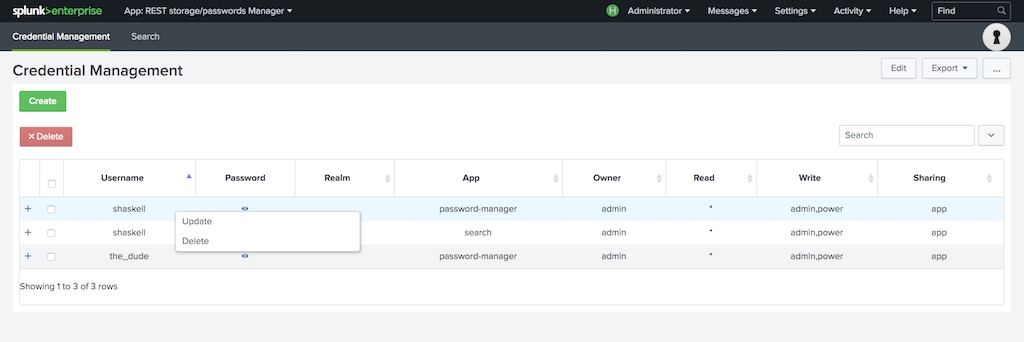 splunk>enterprise App: REST storage/passwords Manager H Administrator Messages Settings Activity Help Find
Credential Management Search
Credential Management Edit Export ...
Create
× Delete Search
Username Password Realm App Owner Read Write Sharing
+ shaskell password-manager admin * admin,power app
Update
+ shaskell search admin * admin,power app
Delete
+ the_dude password-manager admin * admin,power app
Showing 1 to 3 of 3 rows